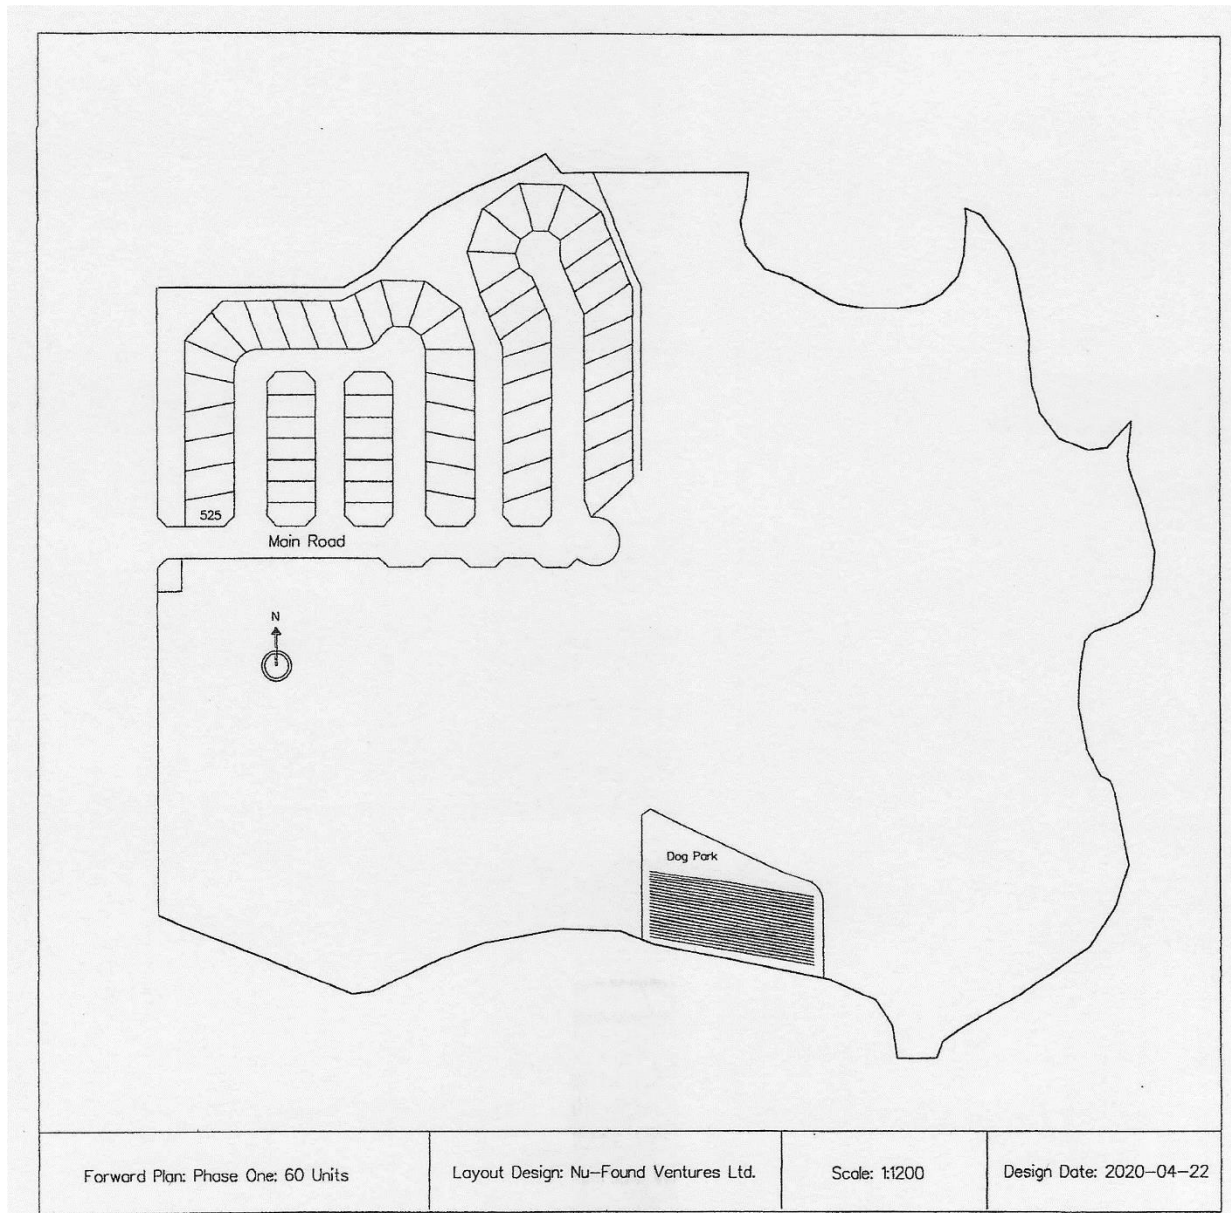 525
Main Road
N
Dog Park
Forward Plan: Phase One: 60 Units
Layout Design: Nu-Found Ventures Ltd.
Scale: 1:1200
Design Date: 2020-04-22